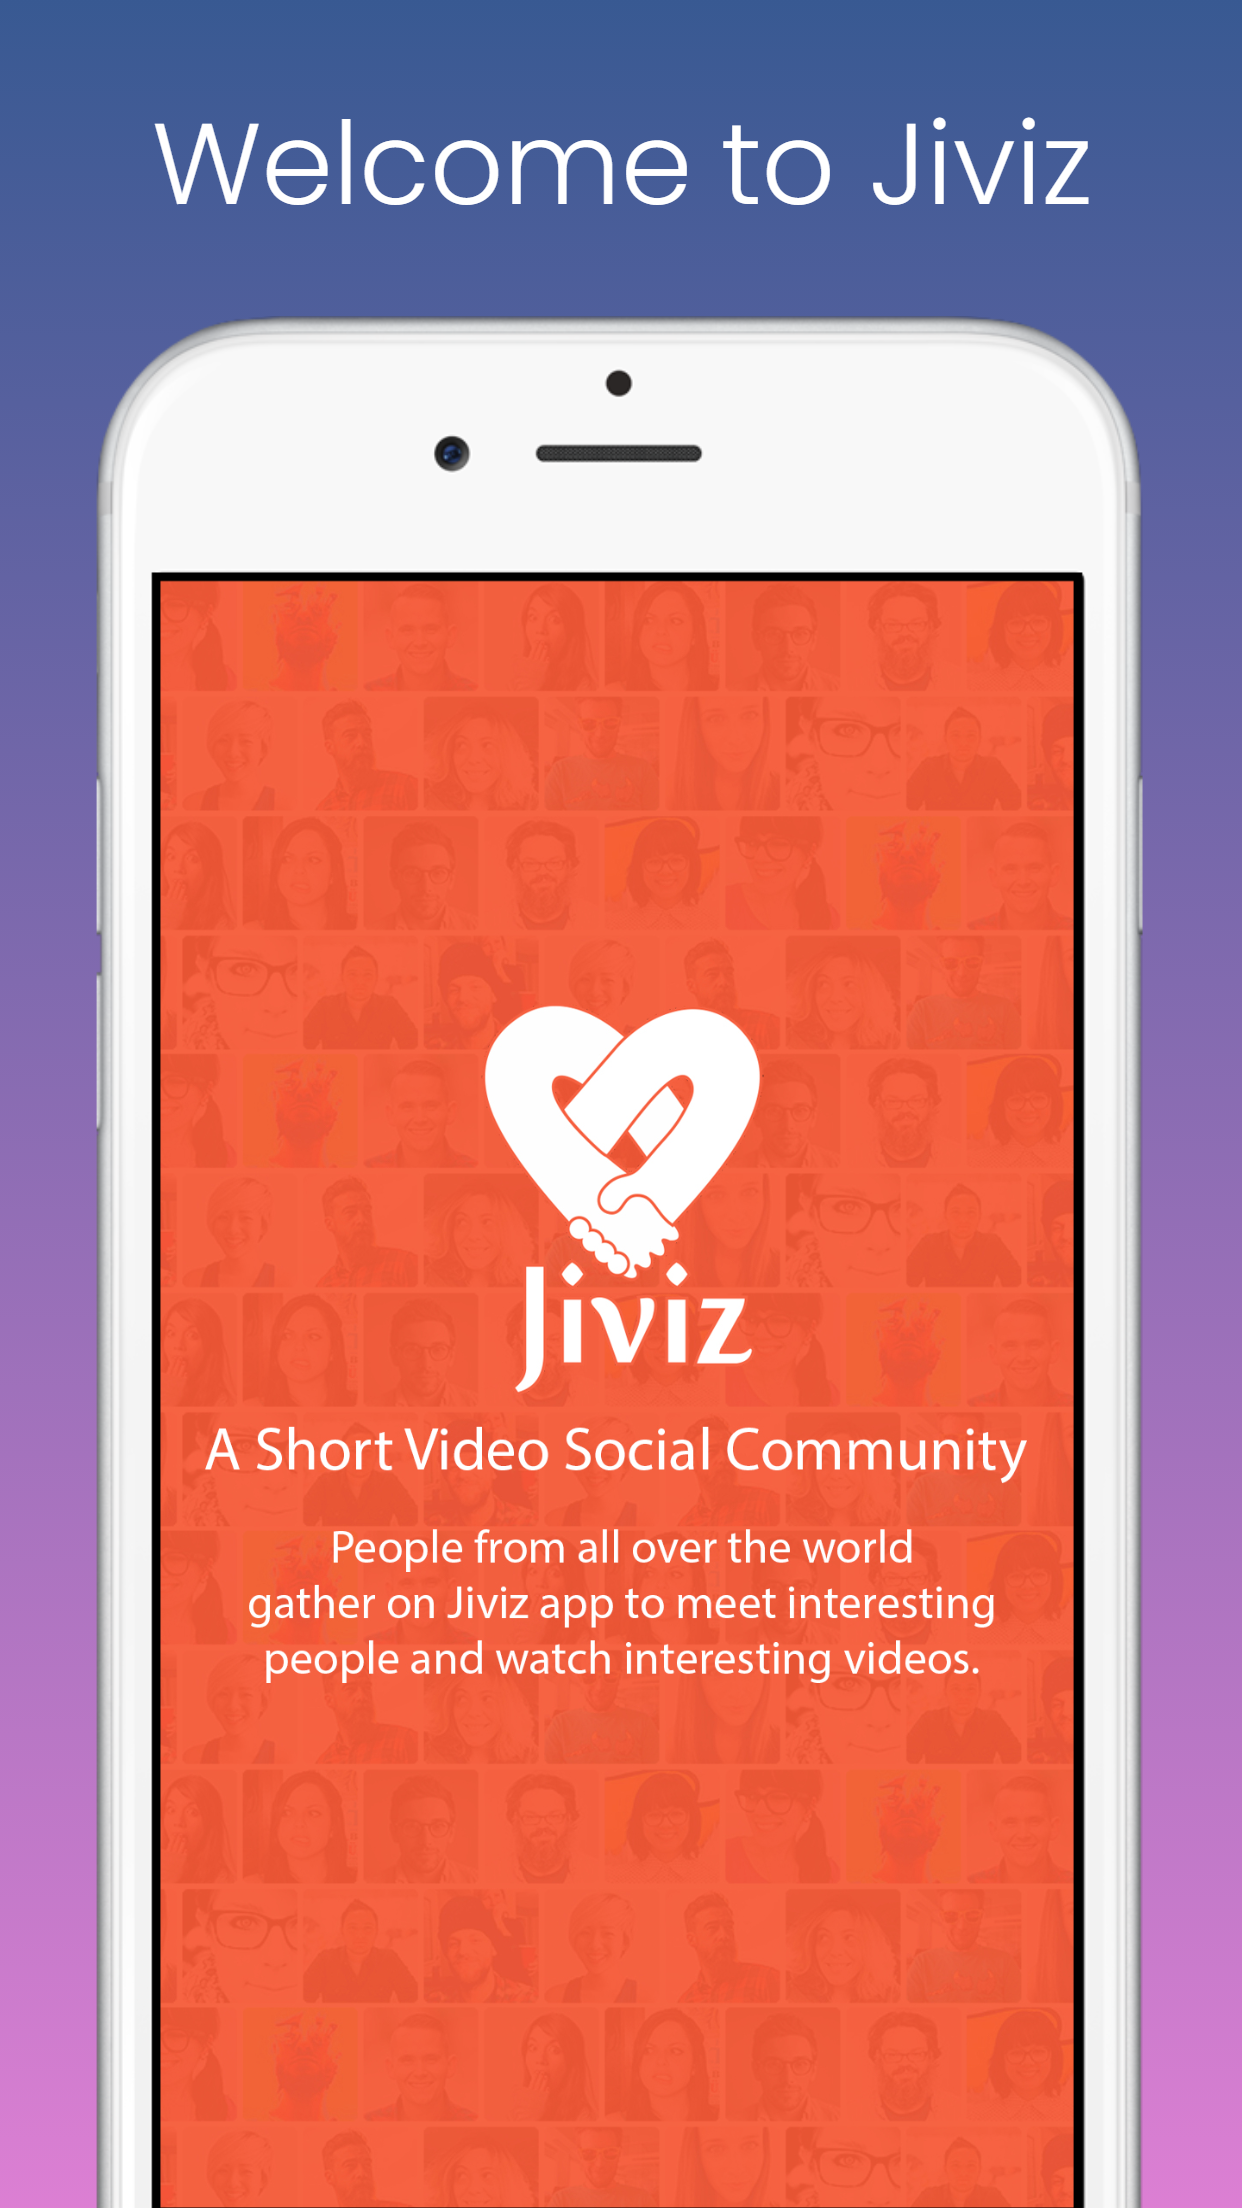 Welcome to Jiviz
Jiviz
A Short Video Social Community
People from all over the world
gather on Jiviz app to meet interesting
people and watch interesting videos.